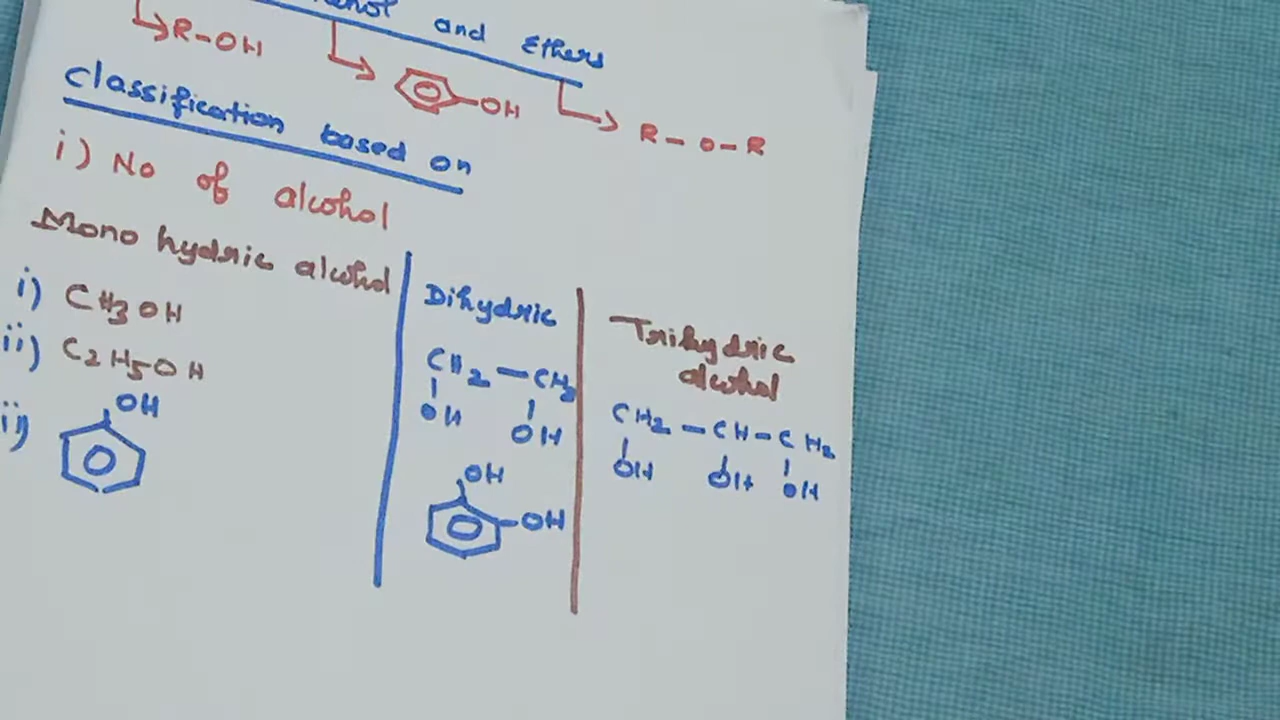 and Ethers
R-OH
OH
R-O-R
Classification based on
i) No of alcohol
Mono hydric alcohol
i) CH3OH
ii) C2H5OH
OH
Dihydric
CH2-CH2
OH OH
OH
OH
Trihydric
alcohol
CH2-CH-CH2
OH OH OH